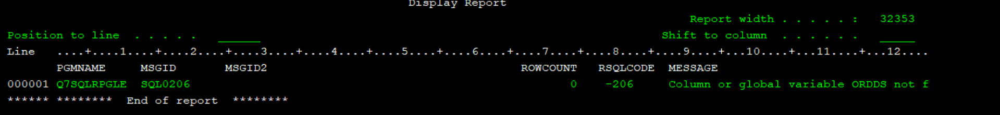 Display Report
Report width . . . . . :   32353
Position to line  . . . . .   ______   Shift to column  . . . . . .   _____
Line   ....+....1....+....2....+....3....+....4....+....5....+....6....+....7....+....8....+....9....+...10....+...11....+...12....
PGMNAME     MSGID       MSGID2     ROWCOUNT   RSQLCODE  MESSAGE
000001 Q7SQLRPGLE  SQL0206     0   -206     Column or global variable ORDDS not f
****** ********  End of report  ********